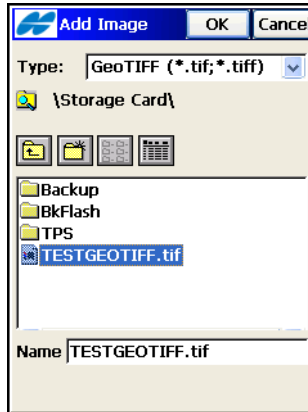 Add Image OK Cance
Type: GeoTIFF (*.tif;*.tiff)
\Storage Card\
Backup
BkFlash
TPS
TESTGEOTIFF.tif
Name TESTGEOTIFF.tif